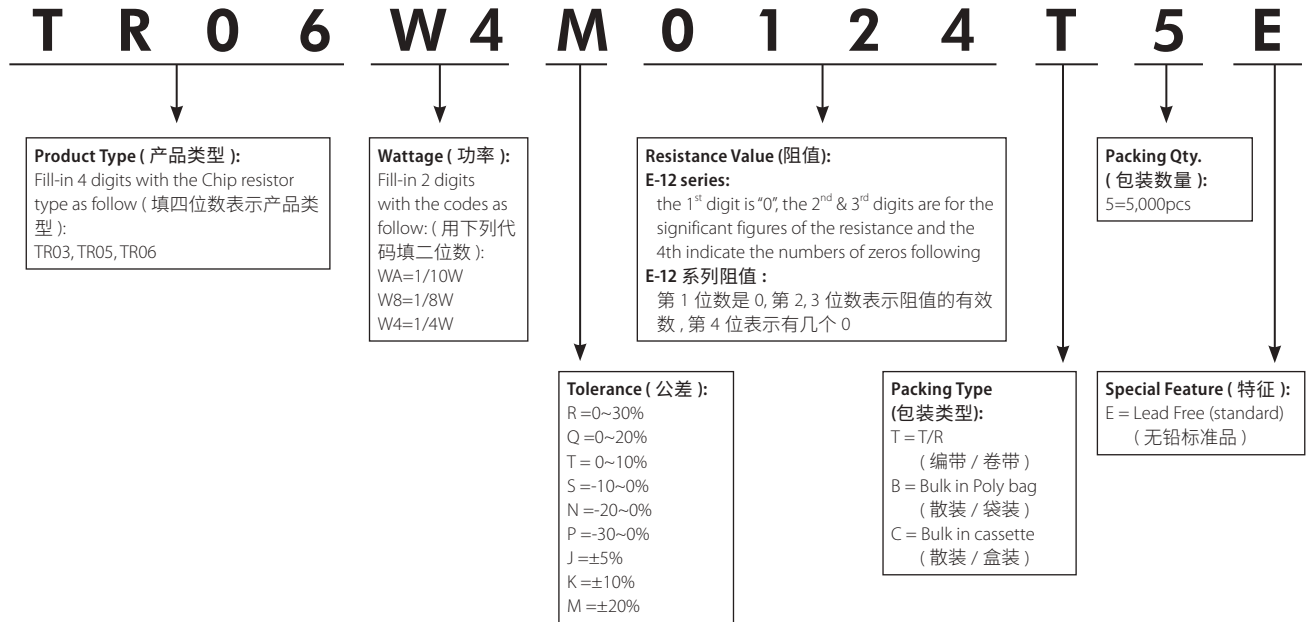 T R 0 6 W 4 M 0 1 2 4 T 5 E
Product Type ( 产品类型 ):
Fill-in 4 digits with the Chip resistor
type as follow ( 填四位数表示产品类
型 ):
TR03, TR05, TR06
Wattage ( 功率 ):
Fill-in 2 digits
with the codes as
follow: ( 用下列代
码填二位数 ):
WA=1/10W
W8=1/8W
W4=1/4W
Resistance Value (阻值):
E-12 series:
the 1st digit is “0”, the 2nd & 3rd digits are for the
significant figures of the resistance and the
4th indicate the numbers of zeros following
E-12 系列阻值 :
第 1 位数是 0, 第 2, 3 位数表示阻值的有效
数 , 第 4 位表示有几个 0
Packing Qty.
( 包装数量 ):
5=5,000pcs
Tolerance ( 公差 ):
R =0~30%
Q =0~20%
T = 0~10%
S =-10~0%
N =-20~0%
P =-30~0%
J =±5%
K =±10%
M =±20%
Packing Type
(包装类型):
T = T/R
( 编带 / 卷带 )
B = Bulk in Poly bag
( 散装 / 袋装 )
C = Bulk in cassette
( 散装 / 盒装 )
Special Feature ( 特征 ):
E = Lead Free (standard)
( 无铅标准品 )